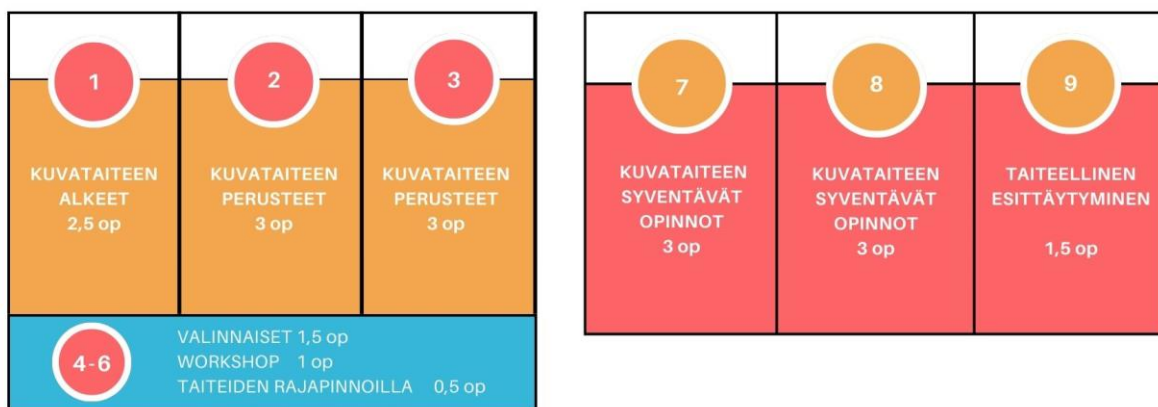 1
KUVATAITEEN
ALKEET
2,5 op
2
KUVATAITEEN
PERUSTEET
3 op
3
KUVATAITEEN
PERUSTEET
3 op
4-6
VALINNAISET 1,5 op
WORKSHOP 1 op
TAITEIDEN RAJAPINNOILLA 0,5 op
7
KUVATAITEEN
SYVENTÄVÄT
OPINNOT
3 op
8
KUVATAITEEN
SYVENTÄVÄT
OPINNOT
3 op
9
TAITEELLINEN
ESITTÄYTYMINEN
1,5 op